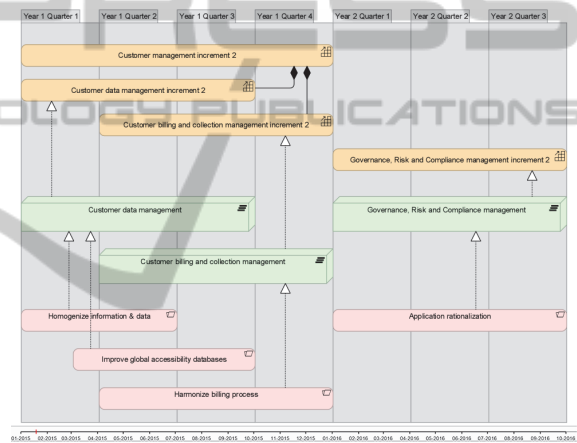 Year 1 Quarter 1 Year 1 Quarter 2 Year 1 Quarter 3 Year 1 Quarter 4 Year 2 Quarter 1 Year 2 Quarter 2 Year 2 Quarter 3
Customer management increment 2
Customer data management increment 2
OLOGY PUBLICATIONS
Customer billing and collection management increment 2
Governance, Risk and Compliance management increment 2
Customer data management
Governance, Risk and Compliance management
Customer billing and collection management
Homogenize information & data
Application rationalization
Improve global accessibility databases
Harmonize billing process
01-2015 02-2015 03-2015 04-2015 05-2015 06-2015 07-2015 08-2015 09-2015 10-2015 11-2015 12-2015 01-2016 02-2016 03-2016 04-2016 05-2016 06-2016 07-2016 08-2016 09-2016 10-2016